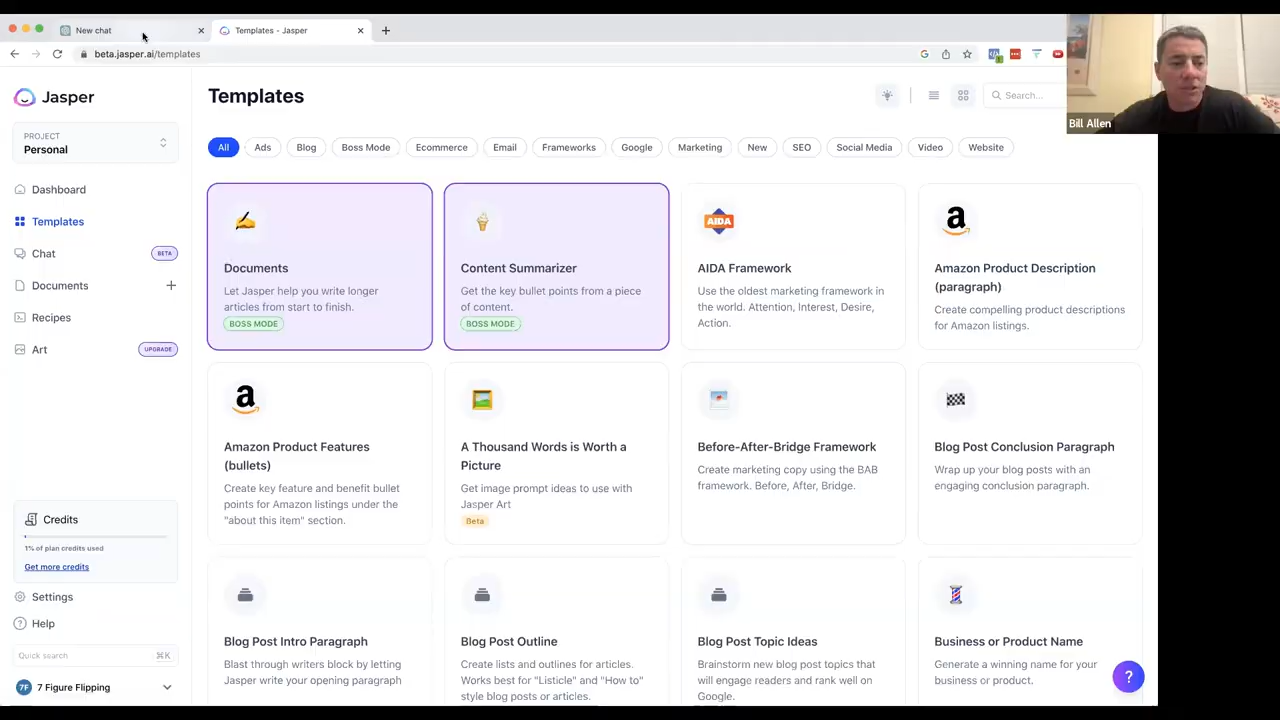 New chat
Templates - Jasper
beta.jasper.ai/templates
Jasper
PROJECT
Personal
Dashboard
Templates
Chat
BETA
Documents
Recipes
Art
UPGRADE
Credits
1% of plan credits used
Get more credits
Settings
Help
Quick search
⌘K
7F
7 Figure Flipping
Templates
Search...
Bill Allen
All
Ads
Blog
Boss Mode
Ecommerce
Email
Frameworks
Google
Marketing
New
SEO
Social Media
Video
Website
Documents
Let Jasper help you write longer
articles from start to finish.
BOSS MODE
Content Summarizer
Get the key bullet points from a piece
of content.
BOSS MODE
AIDA
AIDA Framework
Use the oldest marketing framework in
the world. Attention, Interest, Desire,
Action.
a
Amazon Product Description
(paragraph)
Create compelling product descriptions
for Amazon listings.
a
Amazon Product Features
(bullets)
Create key feature and benefit bullet
points for Amazon listings under the
"about this item" section.
A Thousand Words is Worth a
Picture
Get image prompt ideas to use with
Jasper Art
Beta
Before-After-Bridge Framework
Create marketing copy using the BAB
framework. Before, After, Bridge.
Blog Post Conclusion Paragraph
Wrap up your blog posts with an
engaging conclusion paragraph.
Blog Post Intro Paragraph
Blast through writers block by letting
Jasper write your opening paragraph
Blog Post Outline
Create lists and outlines for articles.
Works best for "Listicle" and "How to"
style blog posts or articles.
Blog Post Topic Ideas
Brainstorm new blog post topics that
will engage readers and rank well on
Google.
Business or Product Name
Generate a winning name for your
business or product.
?